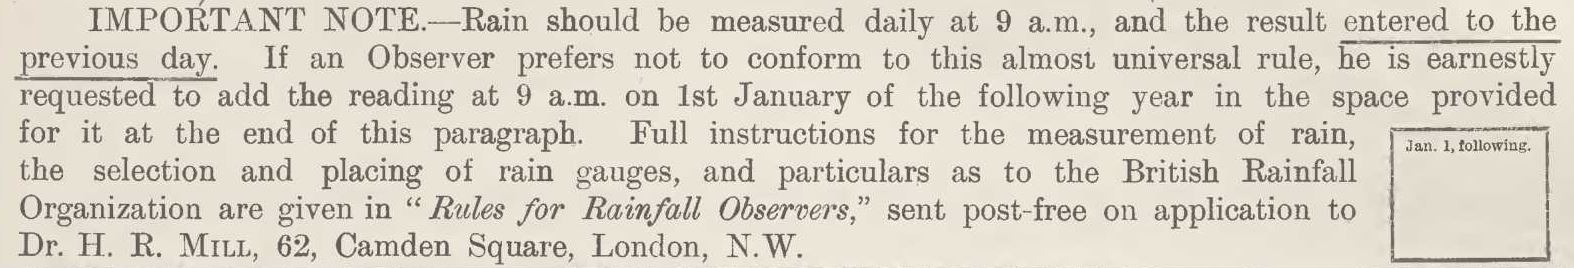 IMPORTANT NOTE.—Rain should be measured daily at 9 a.m., and the result entered to the
previous day. If an Observer prefers not to conform to this almost universal rule, he is earnestly
requested to add the reading at 9 a.m. on 1st January of the following year in the space provided
for it at the end of this paragraph. Full instructions for the measurement of rain,
the selection and placing of rain gauges, and particulars as to the British Rainfall
Organization are given in “Rules for Rainfall Observers,” sent post-free on application to
Dr. H. R. MILL, 62, Camden Square, London, N.W.
Jan. 1, following.